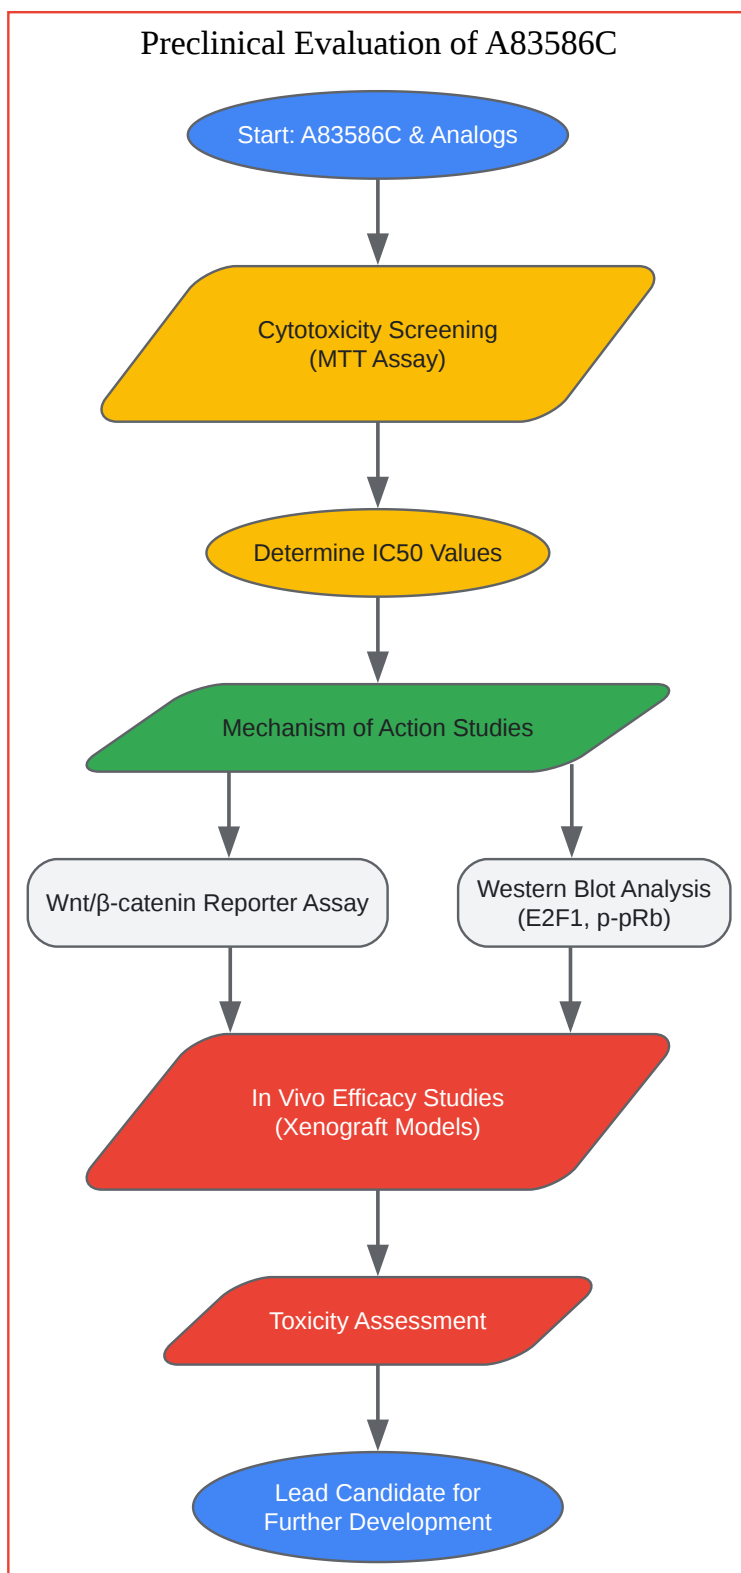 Preclinical Evaluation of A83586C
Start: A83586C & Analogs
Cytotoxicity Screening
(MTT Assay)
Determine IC50 Values
Mechanism of Action Studies
Wnt/β-catenin Reporter Assay
Western Blot Analysis
(E2F1, p-pRb)
In Vivo Efficacy Studies
(Xenograft Models)
Toxicity Assessment
Lead Candidate for
Further Development